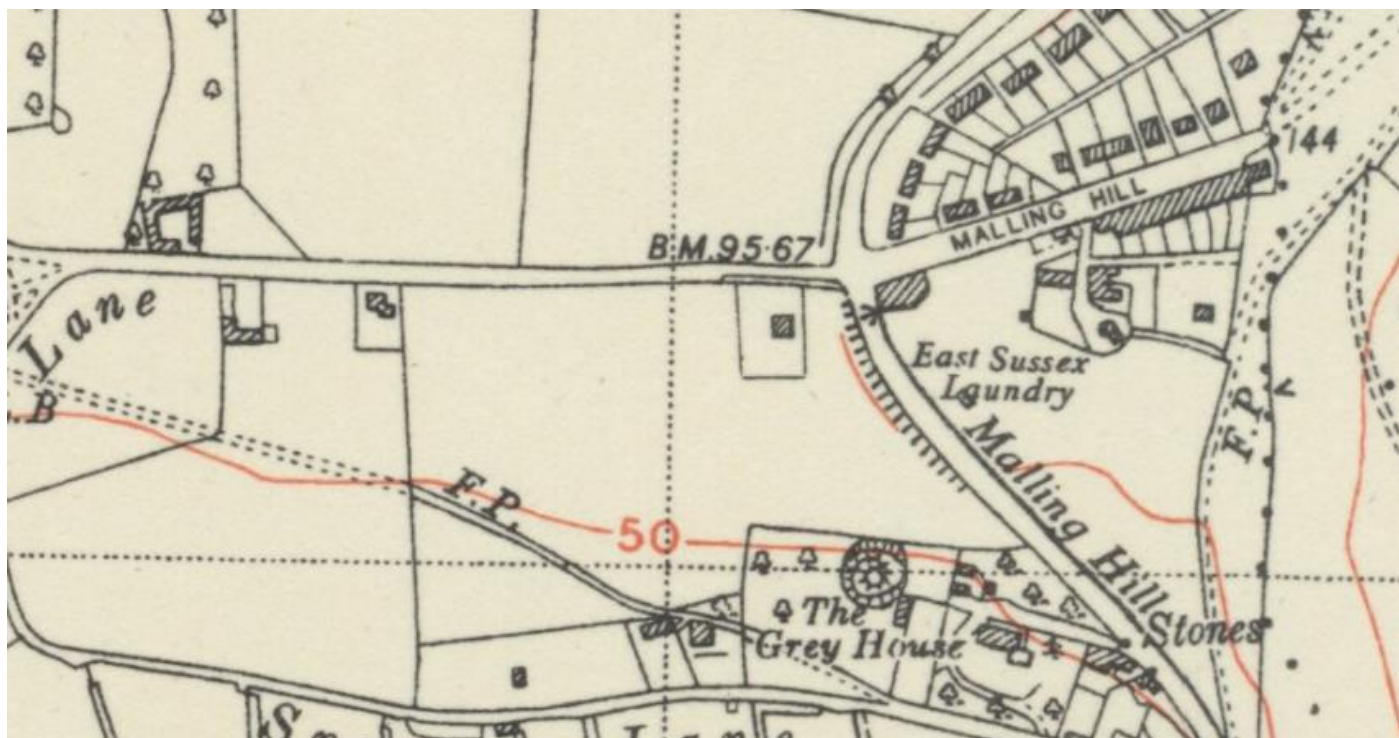 144
MALLING HILL
B.M.95·67
Lane
East Sussex
Laundry
B
F.P.
Malling Hill
F.P.
50
The
Grey House
Stones